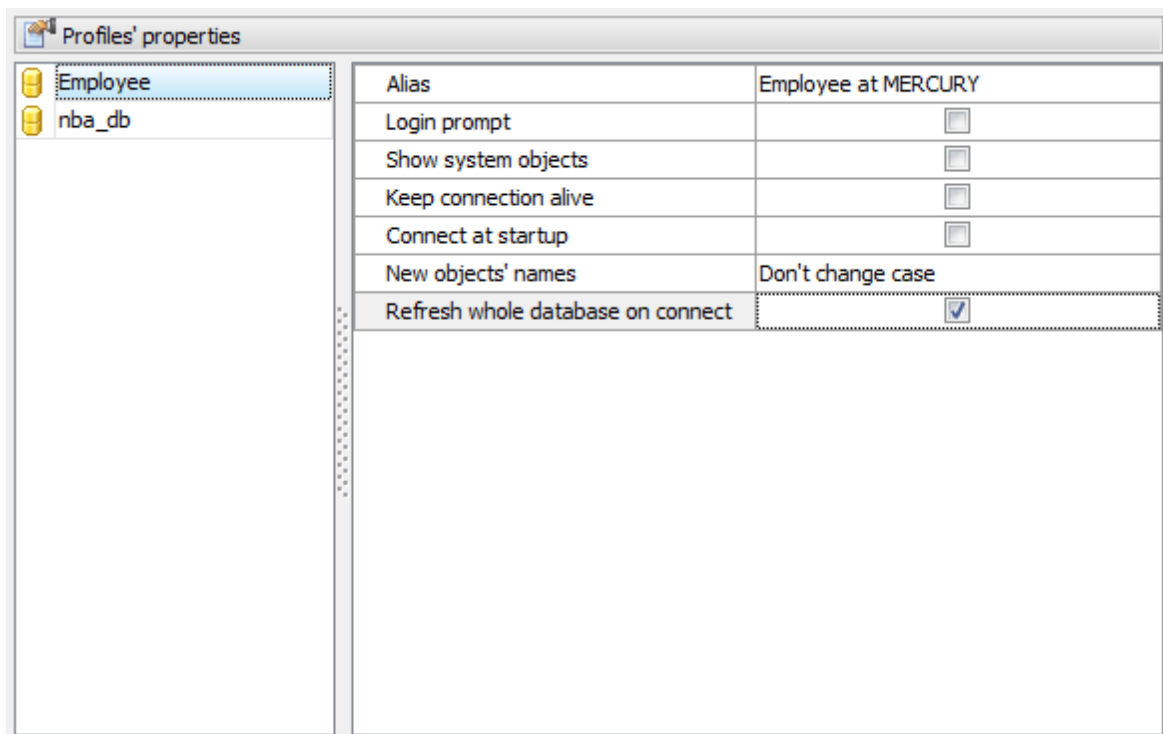 Profiles' properties
Employee
nba_db
Alias Employee at MERCURY
Login prompt
Show system objects
Keep connection alive
Connect at startup
New objects' names Don't change case
Refresh whole database on connect